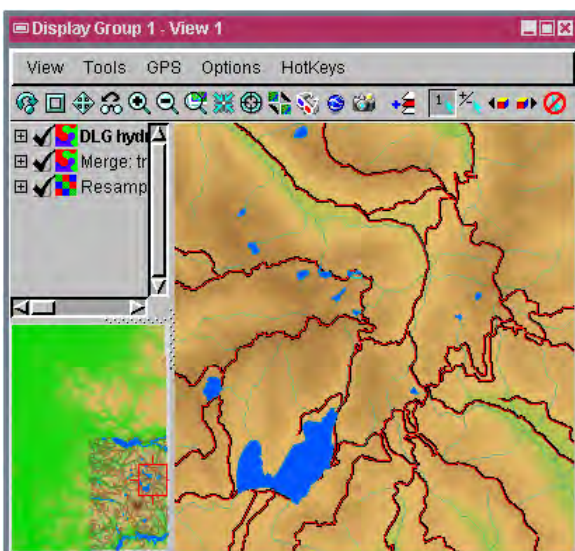 Display Group 1 - View 1
View Tools GPS Options HotKeys
1
DLG hydr
Merge: tr
Resamp